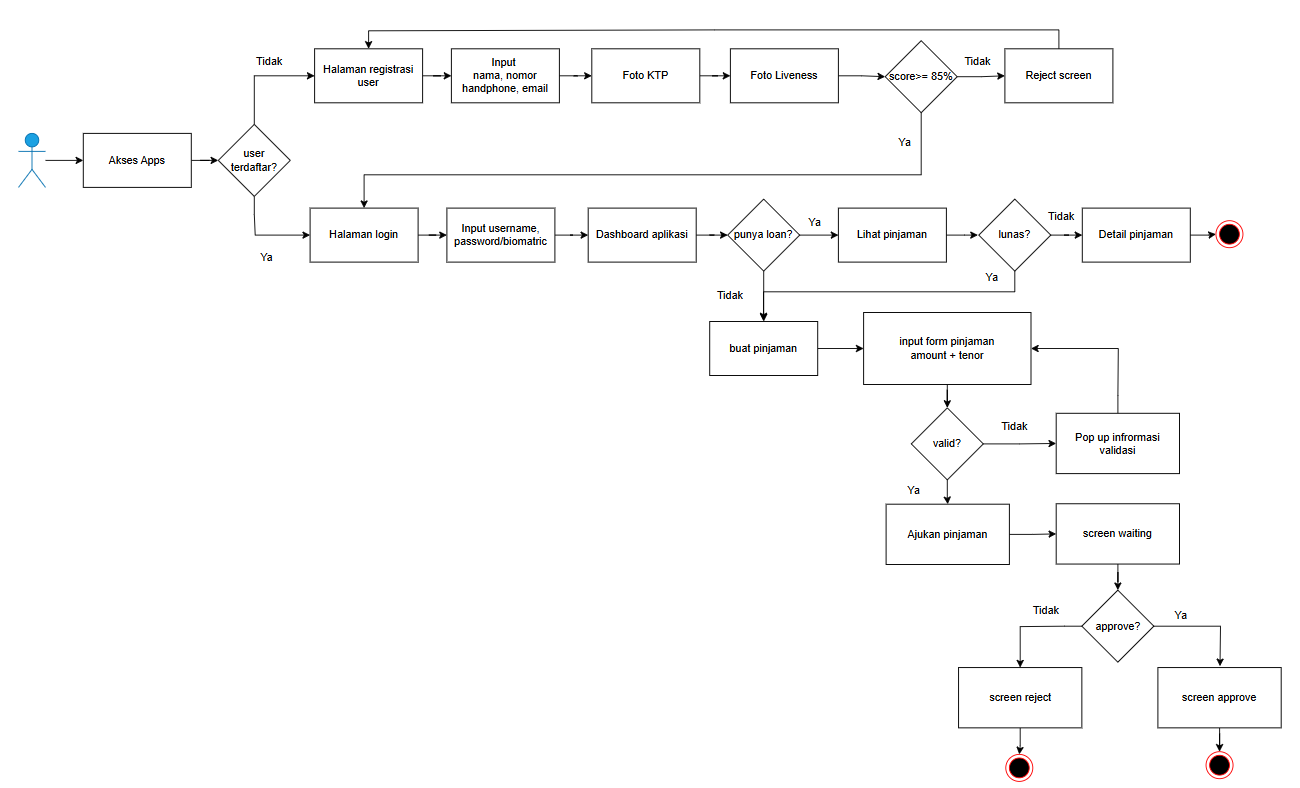 Tidak
Halaman registrasi
user
Input
nama, nomor
handphone, email
Foto KTP
Foto Liveness
score>= 85%
Tidak
Reject screen
Ya
Akses Apps
user
terdaftar?
Ya
Halaman login
Input username,
password/biomatric
Dashboard aplikasi
punya loan?
Ya
Lihat pinjaman
lunas?
Tidak
Detail pinjaman
Ya
Tidak
buat pinjaman
input form pinjaman
amount + tenor
valid?
Tidak
Pop up infrormasi
validasi
Ya
Ajukan pinjaman
screen waiting
approve?
Tidak
Ya
screen reject
screen approve